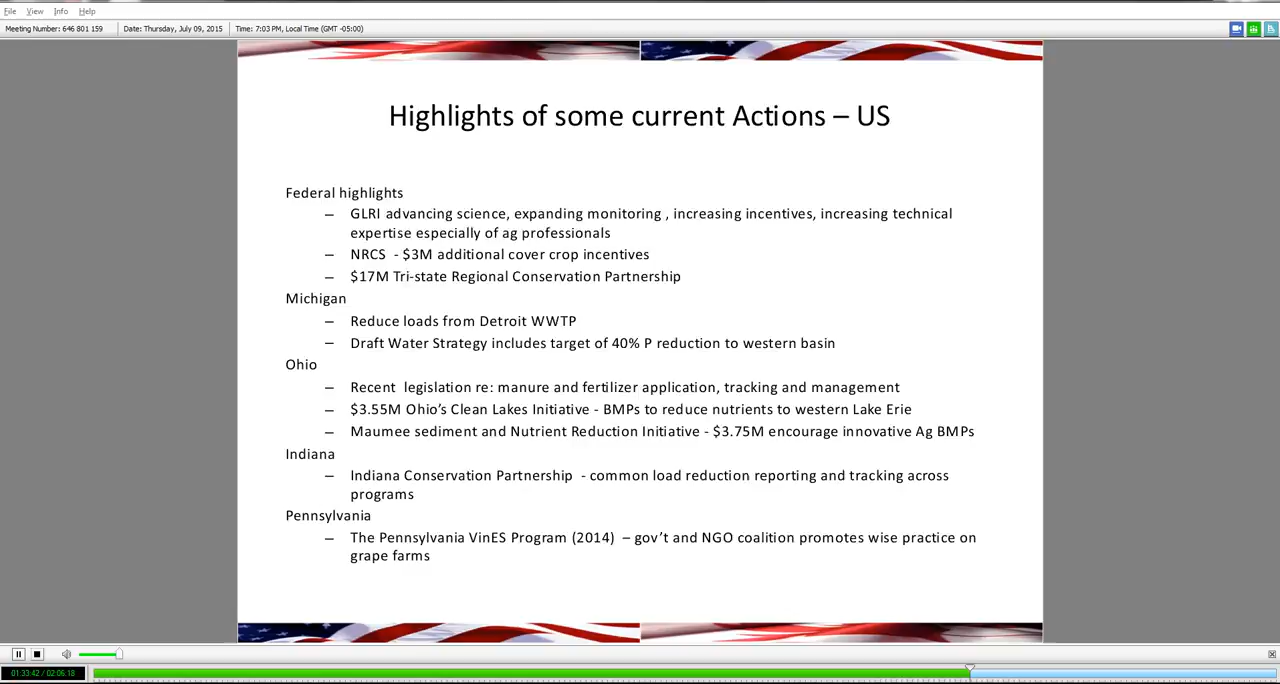 File View Info Help
Meeting Number: 646 801 159 Date: Thursday, July 09, 2015 Time: 7:03 PM, Local Time (GMT -05:00)
Highlights of some current Actions – US
Federal highlights
– GLRI advancing science, expanding monitoring , increasing incentives, increasing technical
expertise especially of ag professionals
– NRCS - $3M additional cover crop incentives
– $17M Tri-state Regional Conservation Partnership
Michigan
– Reduce loads from Detroit WWTP
– Draft Water Strategy includes target of 40% P reduction to western basin
Ohio
– Recent legislation re: manure and fertilizer application, tracking and management
– $3.55M Ohio’s Clean Lakes Initiative - BMPs to reduce nutrients to western Lake Erie
– Maumee sediment and Nutrient Reduction Initiative - $3.75M encourage innovative Ag BMPs
Indiana
– Indiana Conservation Partnership - common load reduction reporting and tracking across
programs
Pennsylvania
– The Pennsylvania VinES Program (2014) – gov’t and NGO coalition promotes wise practice on
grape farms
01:33:42 / 02:06:18